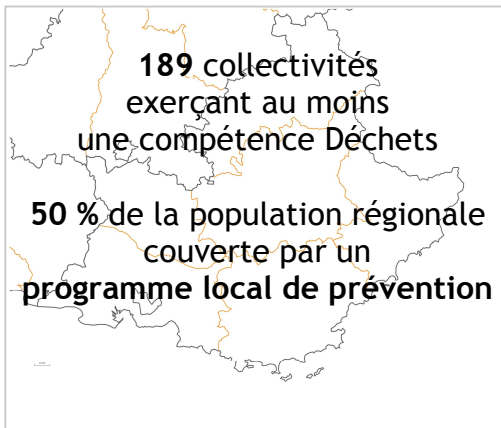 189 collectivités
exerçant au moins
une compétence Déchets
50 % de la population régionale
couverte par un
programme local de prévention